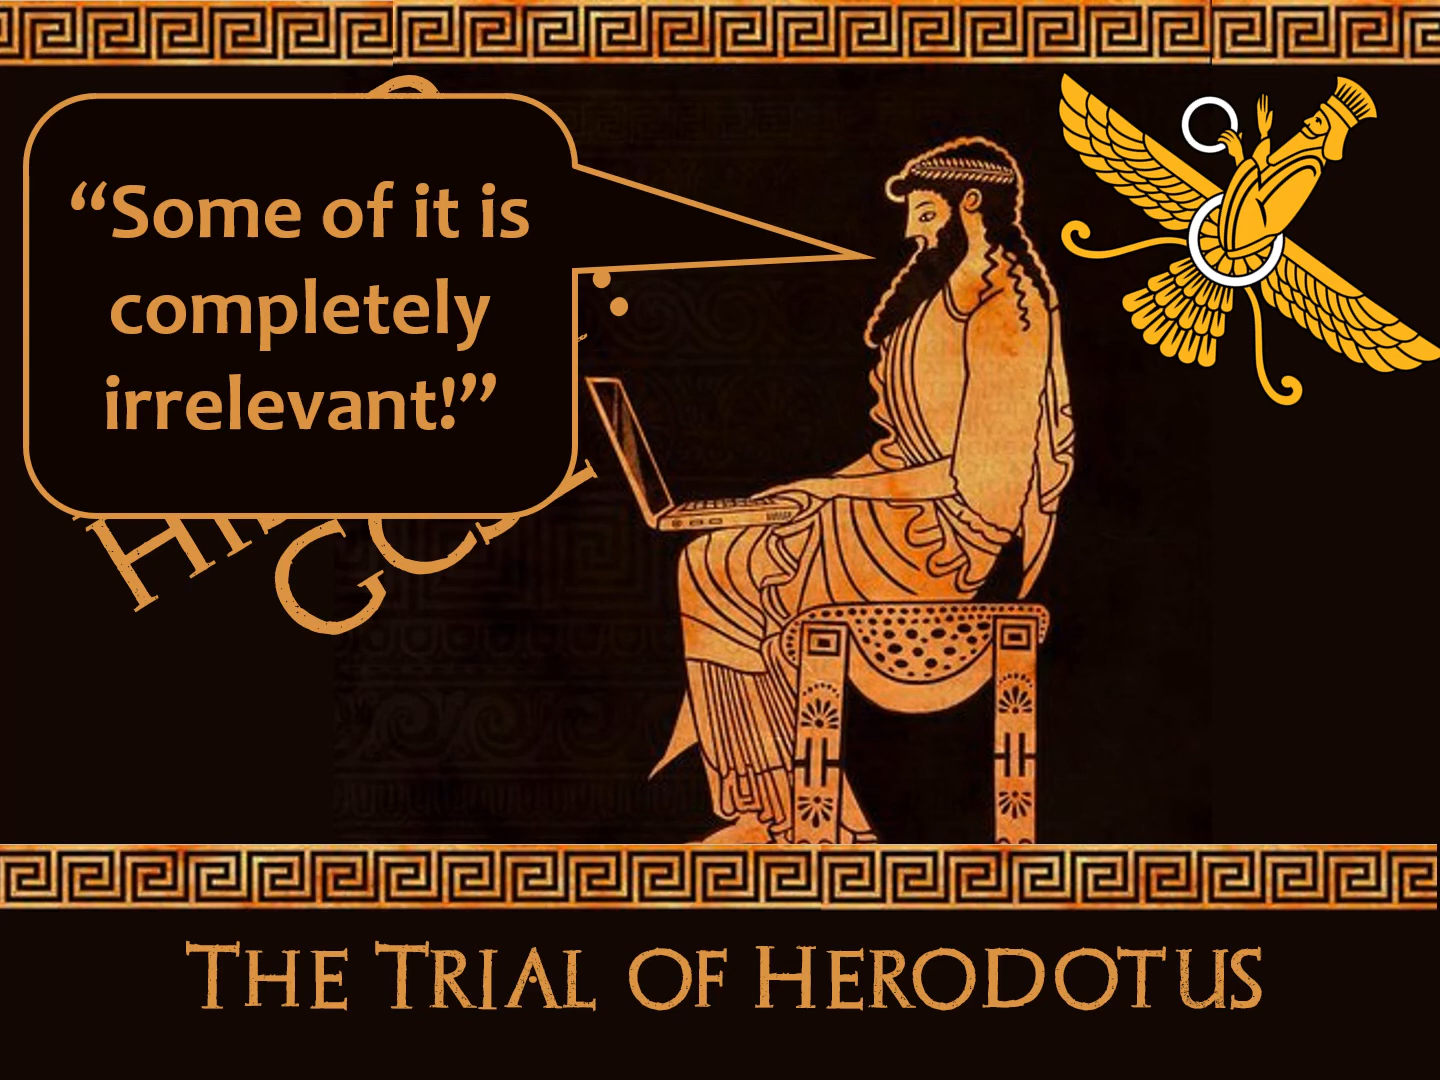 “Some of it is
completely
irrelevant!”
THE TRIAL OF HERODOTUS